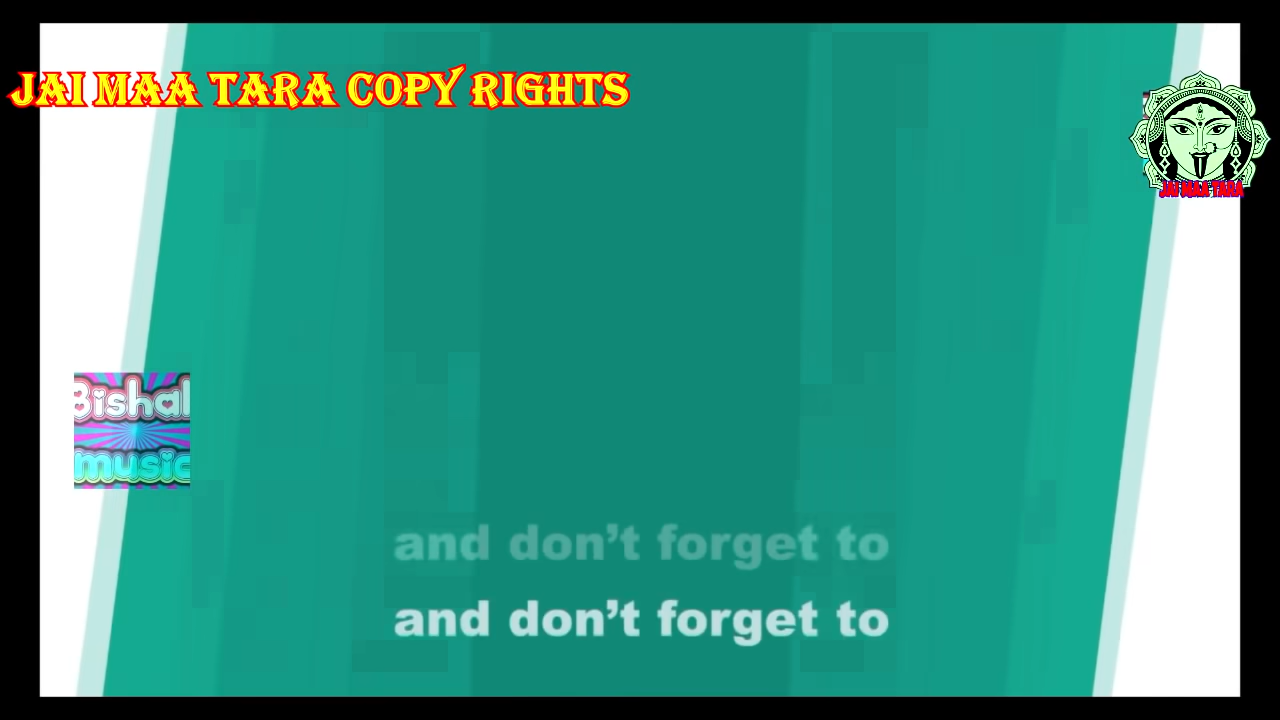 JAI MAA TARA COPY RIGHTS
JAI MAA TARA
Bishal
music
and don't forget to
and don't forget to